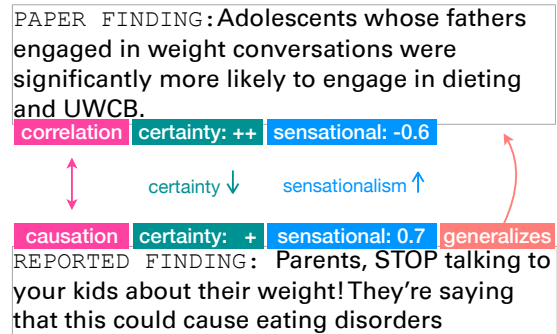 PAPER FINDING: Adolescents whose fathers
engaged in weight conversations were
significantly more likely to engage in dieting
and UWCB.
correlation certainty: ++ sensational: -0.6
certainty ↓ sensationalism ↑
causation certainty: + sensational: 0.7 generalizes
REPORTED FINDING: Parents, STOP talking to
your kids about their weight! They're saying
that this could cause eating disorders